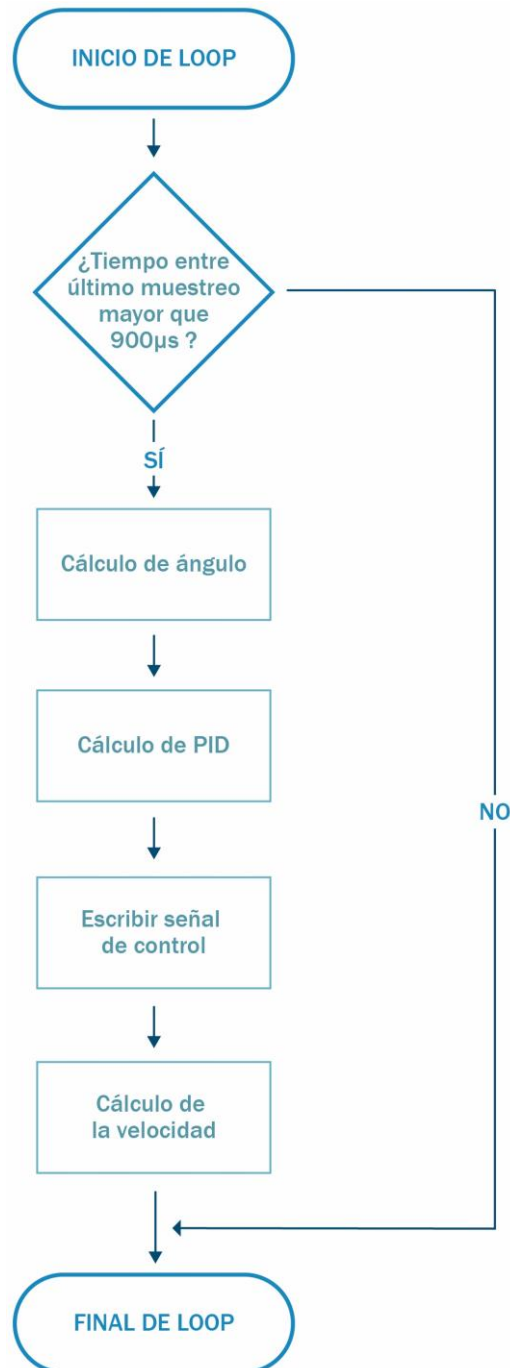 INICIO DE LOOP
¿Tiempo entre
último muestreo
mayor que
900µs ?
SÍ
Cálculo de ángulo
Cálculo de PID
NO
Escribir señal
de control
Cálculo de
la velocidad
FINAL DE LOOP